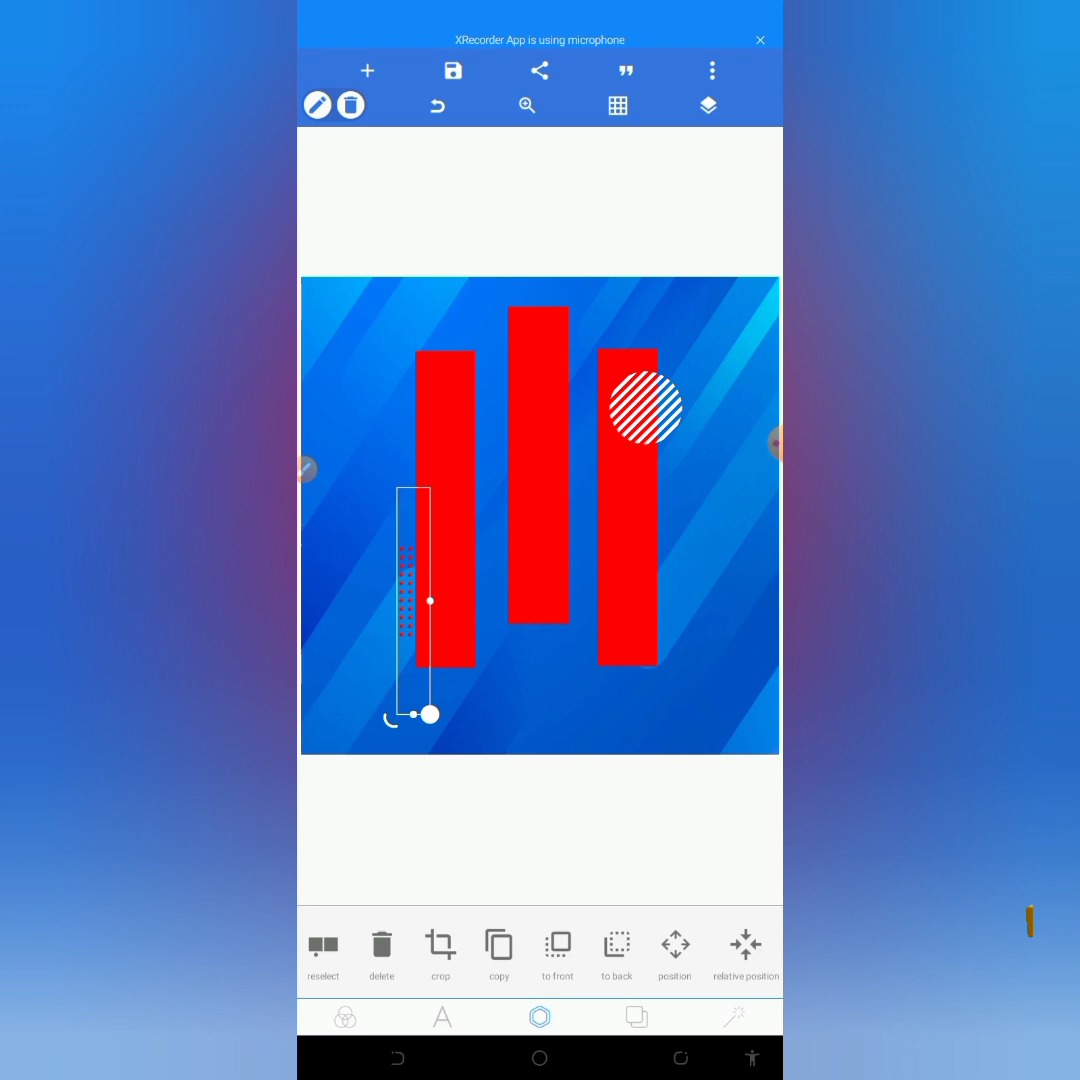 XRecorder App is using microphone
reselect
delete
crop
copy
to front
to back
position
relative position